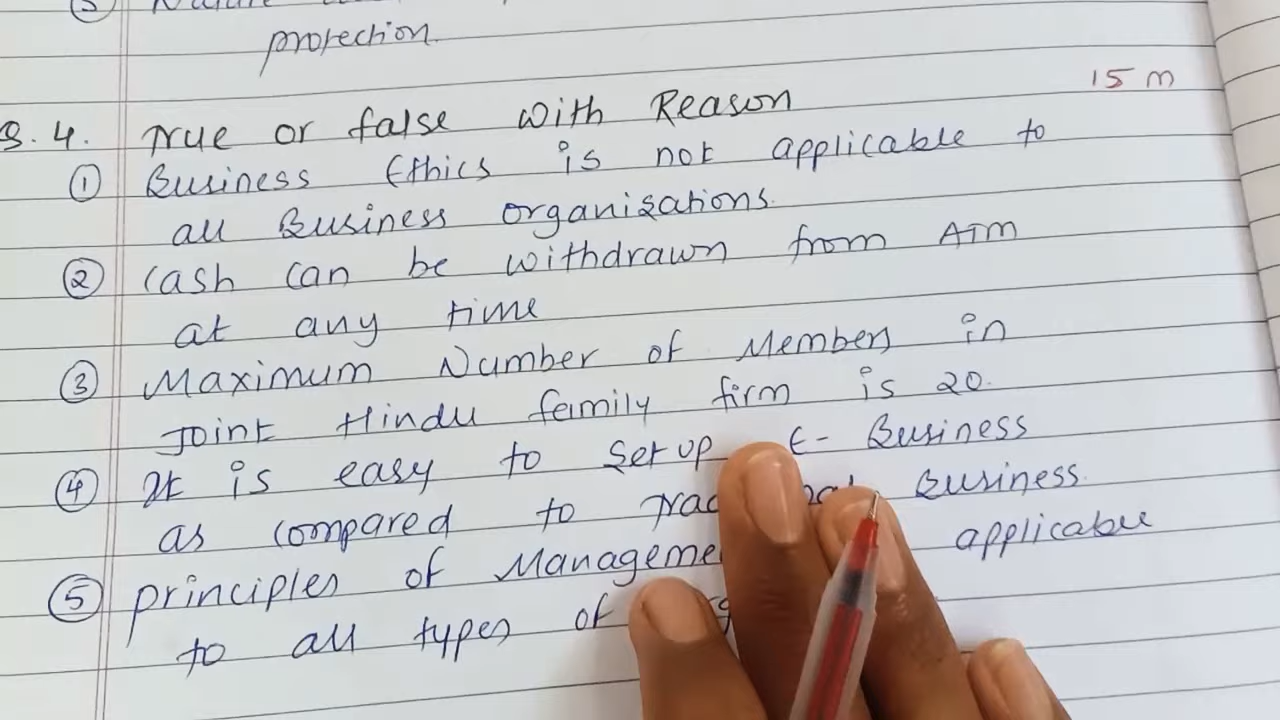 protection.
15 m
Q.4. True or false with Reason
① Business Ethics is not applicable to
all Business organisations.
② Cash can be withdrawn from ATM
at any time
③ Maximum Number of Members in
Joint Hindu family firm is 20.
④ It is easy to set up E-Business
as compared to Business.
⑤ principles of applicable
to all types of